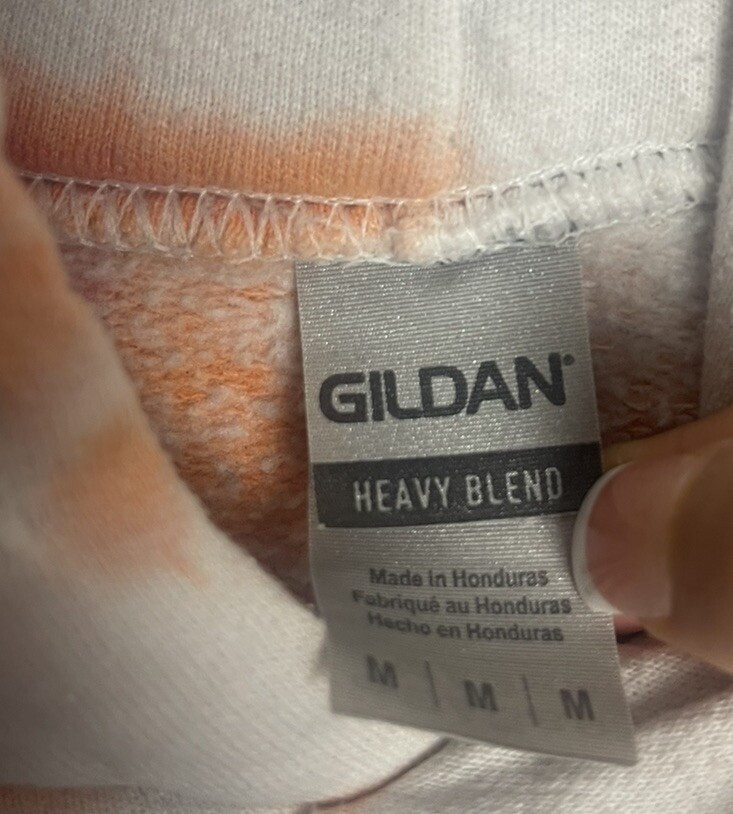 GILDAN
HEAVY BLEND
Made in Honduras
Fabriqué au Honduras
Hecho en Honduras
M | M | M